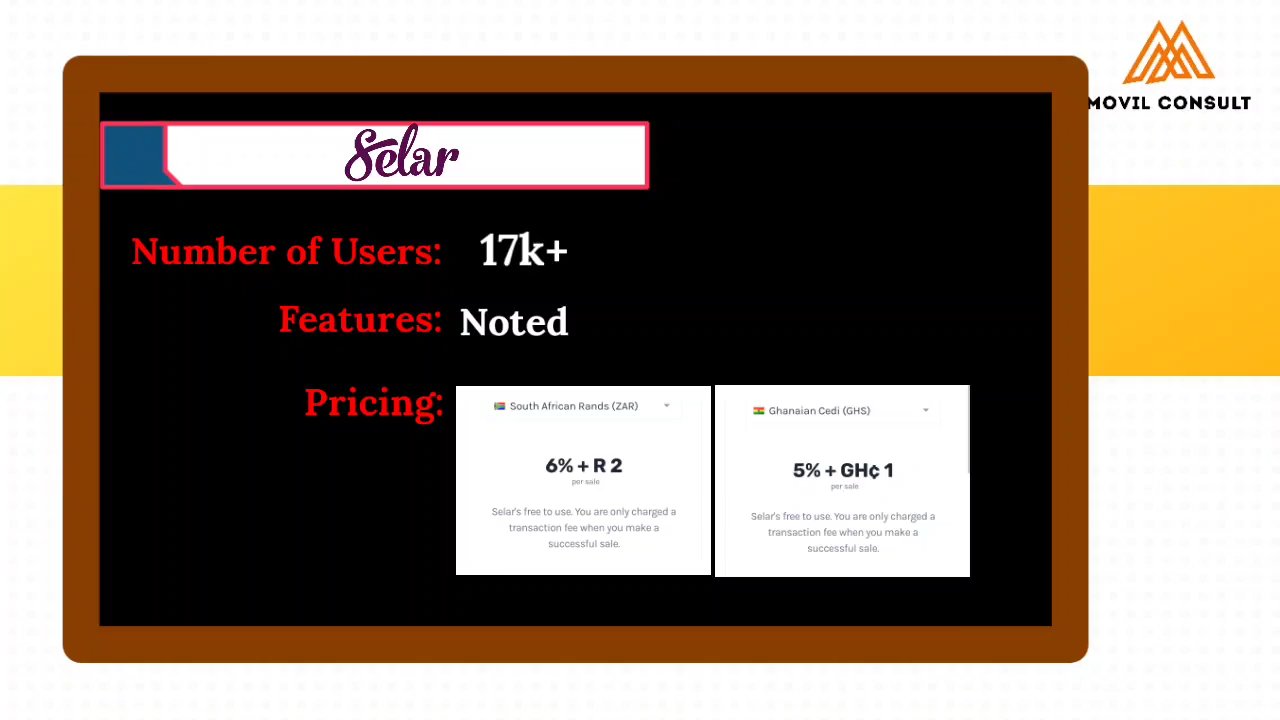 MOVIL CONSULT
Selar
Number of Users: 17k+
Features: Noted
Pricing:
South African Rands (ZAR)
6% + R 2
per sale
Selar's free to use. You are only charged a
transaction fee when you make a
successful sale.
Ghanaian Cedi (GHS)
5% + GH¢ 1
per sale
Selar's free to use. You are only charged a
transaction fee when you make a
successful sale.